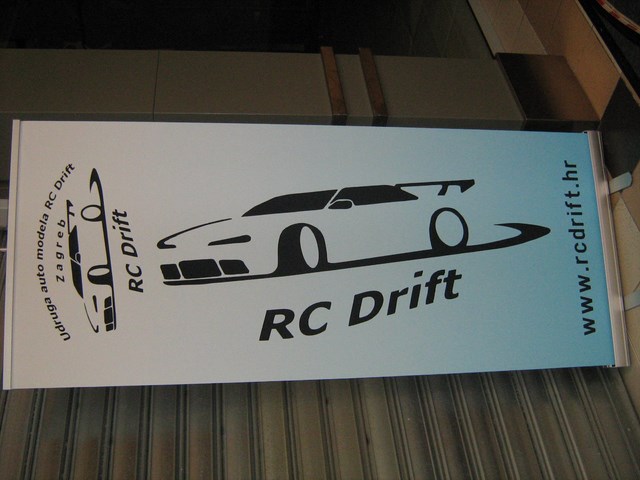 Udruga auto modela RC Drift
Zagreb
RC Drift
RC Drift
www.rcdrift.hr